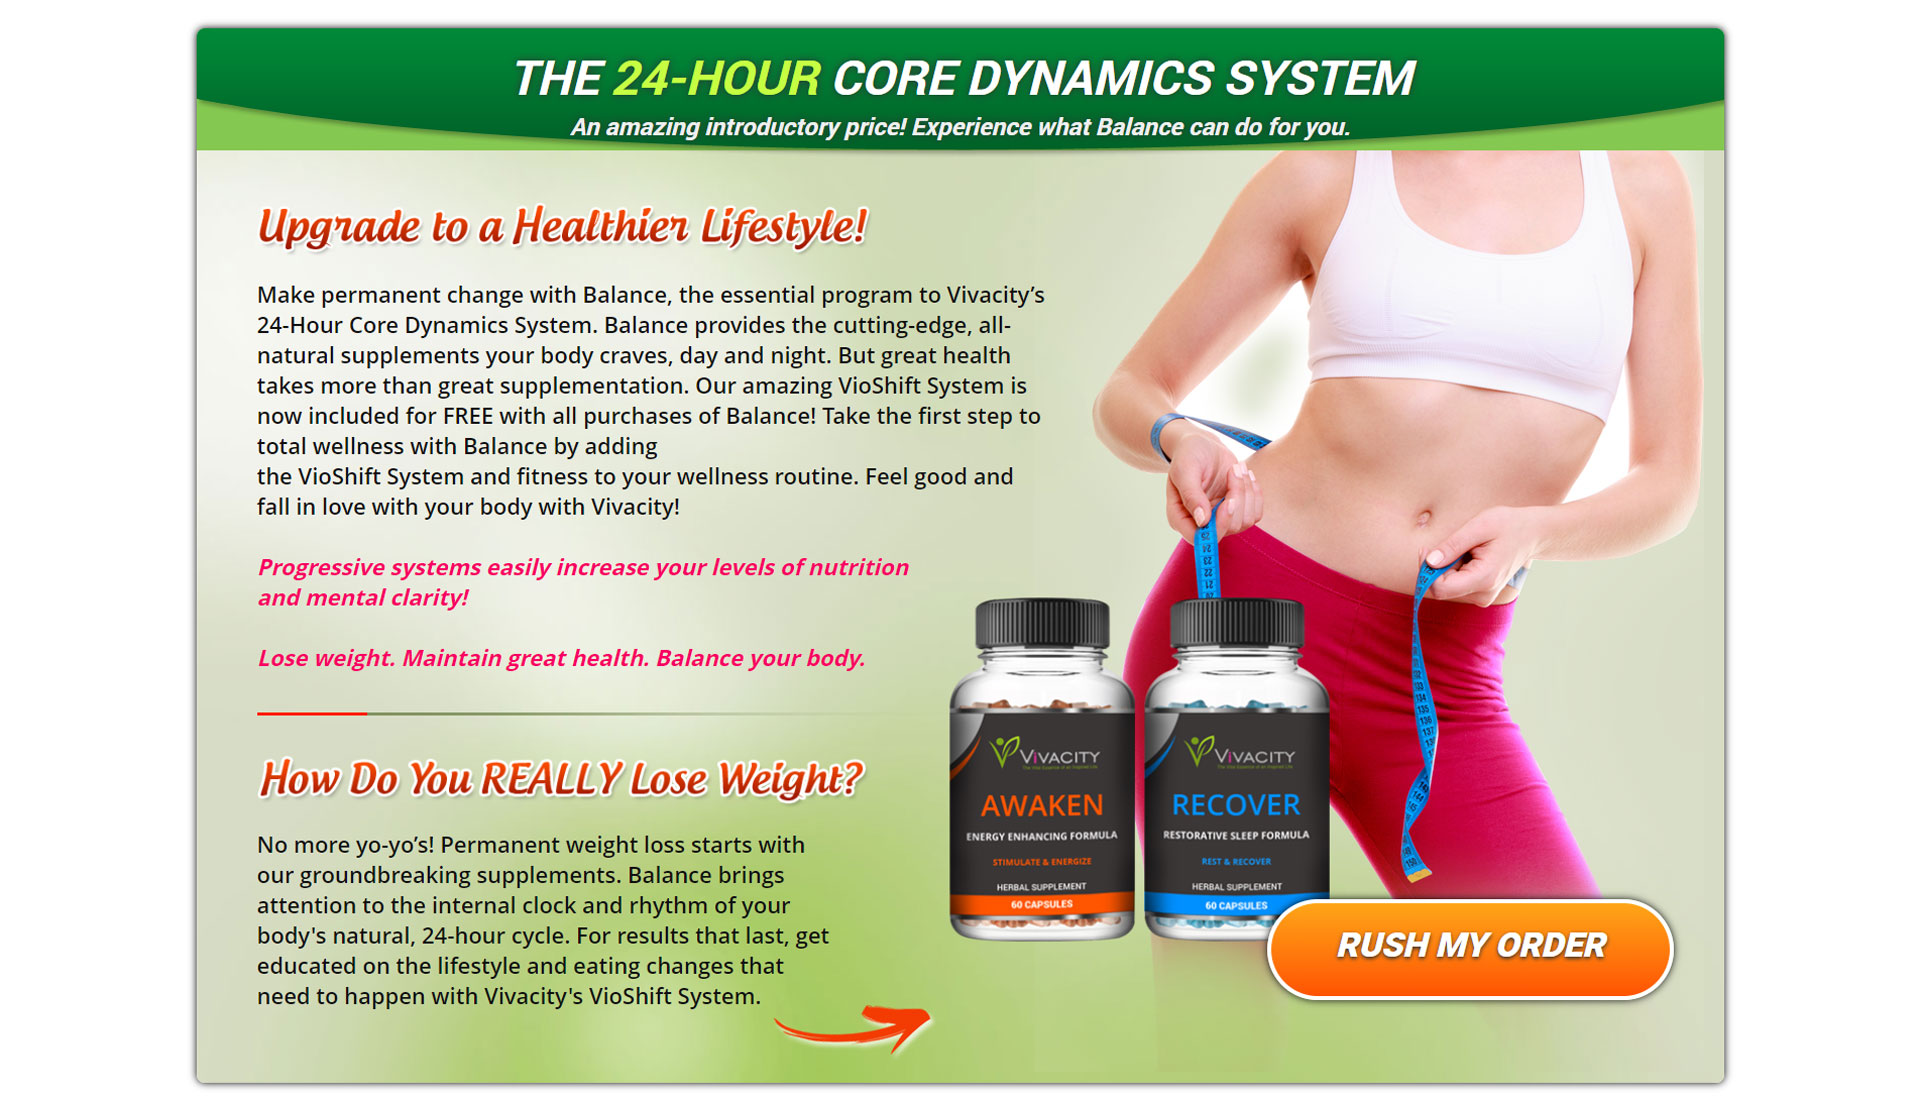 THE 24-HOUR CORE DYNAMICS SYSTEM
An amazing introductory price! Experience what Balance can do for you.
Upgrade to a Healthier Lifestyle!
Make permanent change with Balance, the essential program to Vivacity’s
24-Hour Core Dynamics System. Balance provides the cutting-edge, all-
natural supplements your body craves, day and night. But great health
takes more than great supplementation. Our amazing VioShift System is
now included for FREE with all purchases of Balance! Take the first step to
total wellness with Balance by adding
the VioShift System and fitness to your wellness routine. Feel good and
fall in love with your body with Vivacity!
Progressive systems easily increase your levels of nutrition
and mental clarity!
Lose weight. Maintain great health. Balance your body.
How Do You REALLY Lose Weight?
No more yo-yo’s! Permanent weight loss starts with
our groundbreaking supplements. Balance brings
attention to the internal clock and rhythm of your
body's natural, 24-hour cycle. For results that last, get
educated on the lifestyle and eating changes that
need to happen with Vivacity's VioShift System.
VIVACITY
AWAKEN
ENERGY ENHANCING FORMULA
STIMULATE & ENERGIZE
HERBAL SUPPLEMENT
60 CAPSULES
VIVACITY
RECOVER
RESTORATIVE SLEEP FORMULA
REST & RECOVER
HERBAL SUPPLEMENT
60 CAPSULES
RUSH MY ORDER